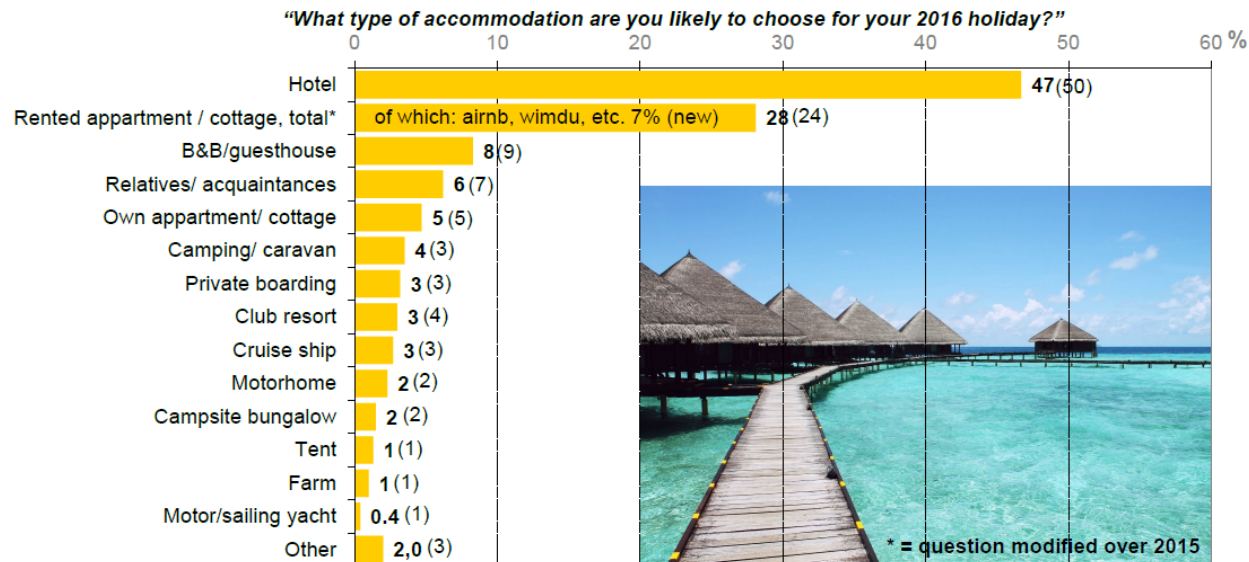 “What type of accommodation are you likely to choose for your 2016 holiday?”
0 10 20 30 40 50 60 %
Hotel 47(50)
Rented appartment / cottage, total* of which: airnb, wimdu, etc. 7% (new) 28(24)
B&B/guesthouse 8(9)
Relatives/ acquaintances 6(7)
Own appartment/ cottage 5 (5)
Camping/ caravan 4 (3)
Private boarding 3 (3)
Club resort 3 (4)
Cruise ship 3 (3)
Motorhome 2 (2)
Campsite bungalow 2 (2)
Tent 1 (1)
Farm 1 (1)
Motor/sailing yacht 0.4 (1)
Other 2,0 (3)
* = question modified over 2015